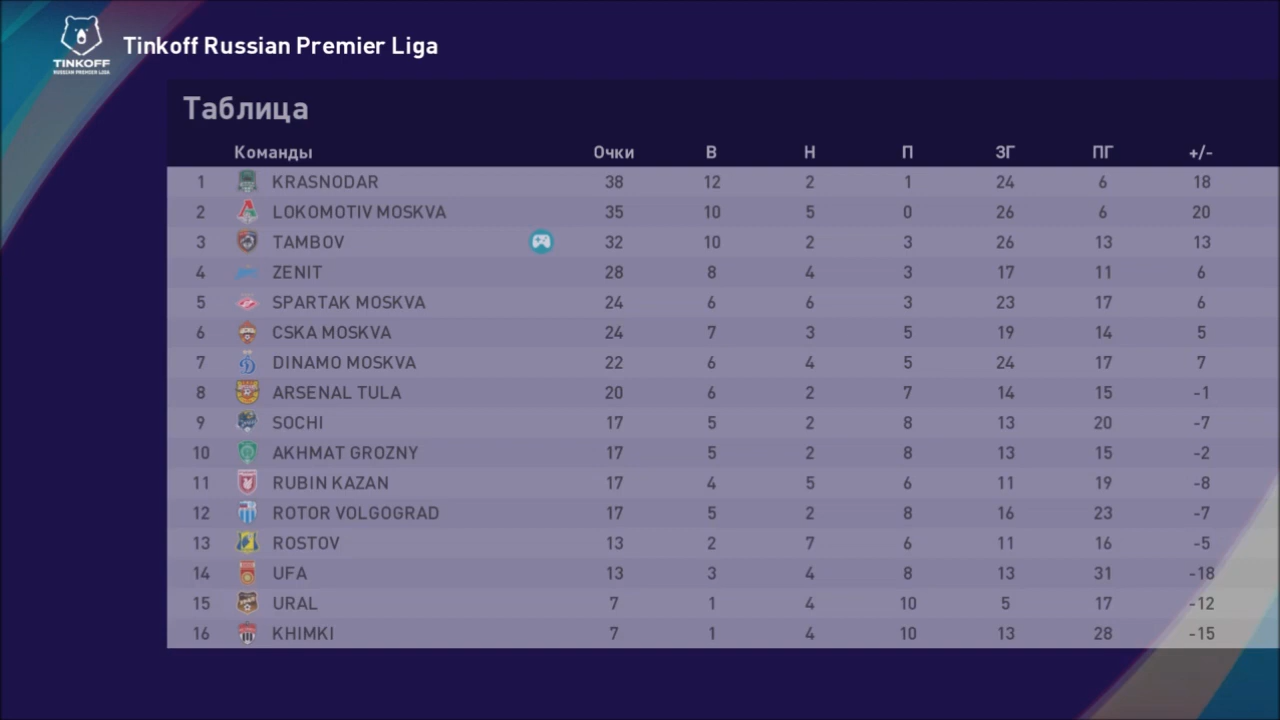 TINKOFF
RUSSIAN PREMIER LIGA
Tinkoff Russian Premier Liga
Таблица
Команды Очки В Н П ЗГ ПГ +/-
1 KRASNODAR 38 12 2 1 24 6 18
2 LOKOMOTIV MOSKVA 35 10 5 0 26 6 20
3 TAMBOV 32 10 2 3 26 13 13
4 ZENIT 28 8 4 3 17 11 6
5 SPARTAK MOSKVA 24 6 6 3 23 17 6
6 CSKA MOSKVA 24 7 3 5 19 14 5
7 DINAMO MOSKVA 22 6 4 5 24 17 7
8 ARSENAL TULA 20 6 2 7 14 15 -1
9 SOCHI 17 5 2 8 13 20 -7
10 AKHMAT GROZNY 17 5 2 8 13 15 -2
11 RUBIN KAZAN 17 4 5 6 11 19 -8
12 ROTOR VOLGOGRAD 17 5 2 8 16 23 -7
13 ROSTOV 13 2 7 6 11 16 -5
14 UFA 13 3 4 8 13 31 -18
15 URAL 7 1 4 10 5 17 -12
16 KHIMKI 7 1 4 10 13 28 -15